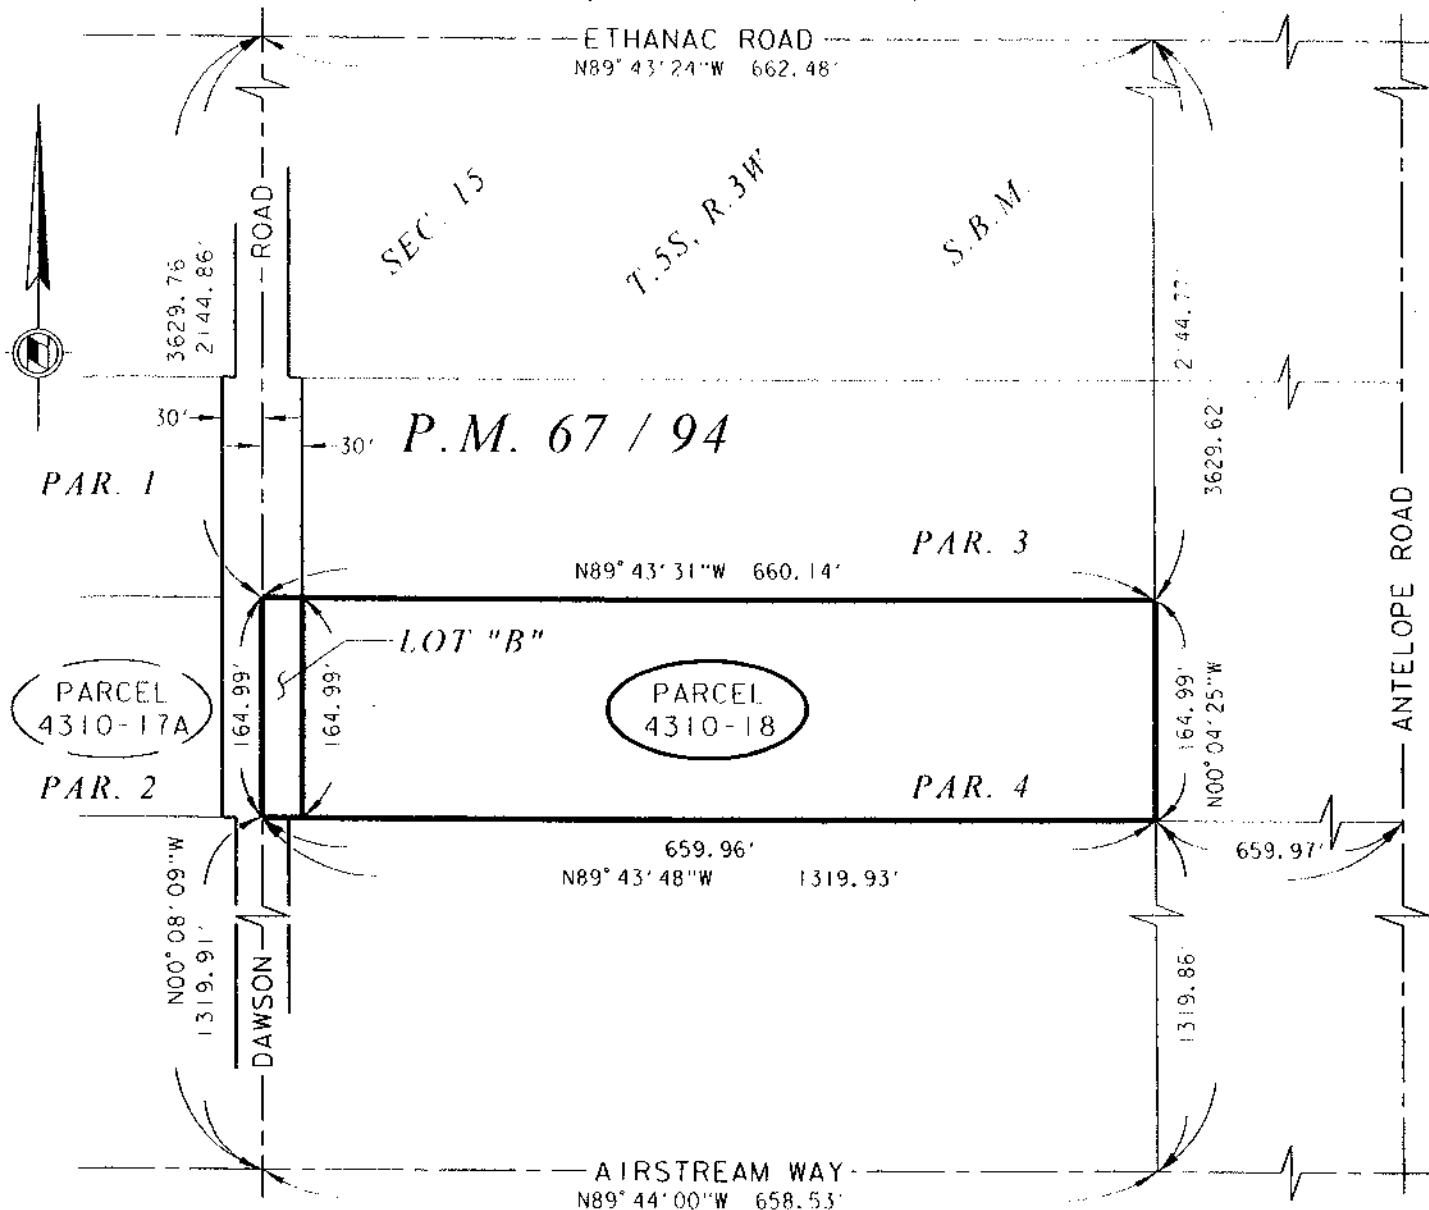 ETHANAC ROAD
N89°43'24"W 662.48'
SEC. 15
T.5S, R.3W
S.B.M.
ROAD
3629.76
2144.86'
3629.62'
30'
30'
P.M. 67 / 94
PAR. 1
PAR. 3
N89°43'31"W 660.14'
ANTELOPE ROAD
LOT "B"
PARCEL
4310-17A
164.99'
164.99'
PARCEL
4310-18
164.99'
N00°04'25"W
PAR. 2
PAR. 4
659.96'
659.97'
N89°43'48"W 1319.93'
N00°08'09"W
1319.91'
DAWSON
1319.86'
AIRSTREAM WAY
N89°44'00"W 658.53'